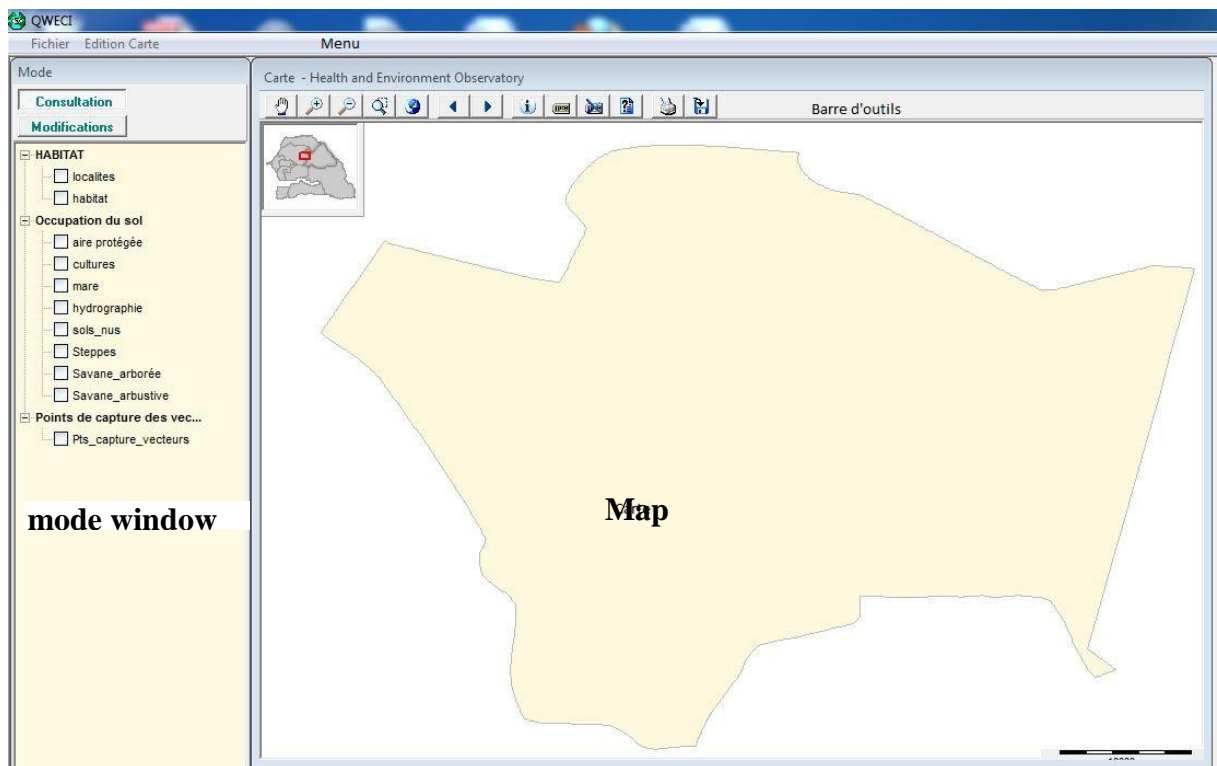 QWECI
Fichier Edition Carte Menu
Mode
Consultation
Modifications
HABITAT
localites
habitat
Occupation du sol
aire protégée
cultures
mare
hydrographie
sols_nus
Steppes
Savane_arborée
Savane_arbustive
Points de capture des vec...
Pts_capture_vecteurs
mode window
Carte - Health and Environment Observatory
Barre d'outils
Map